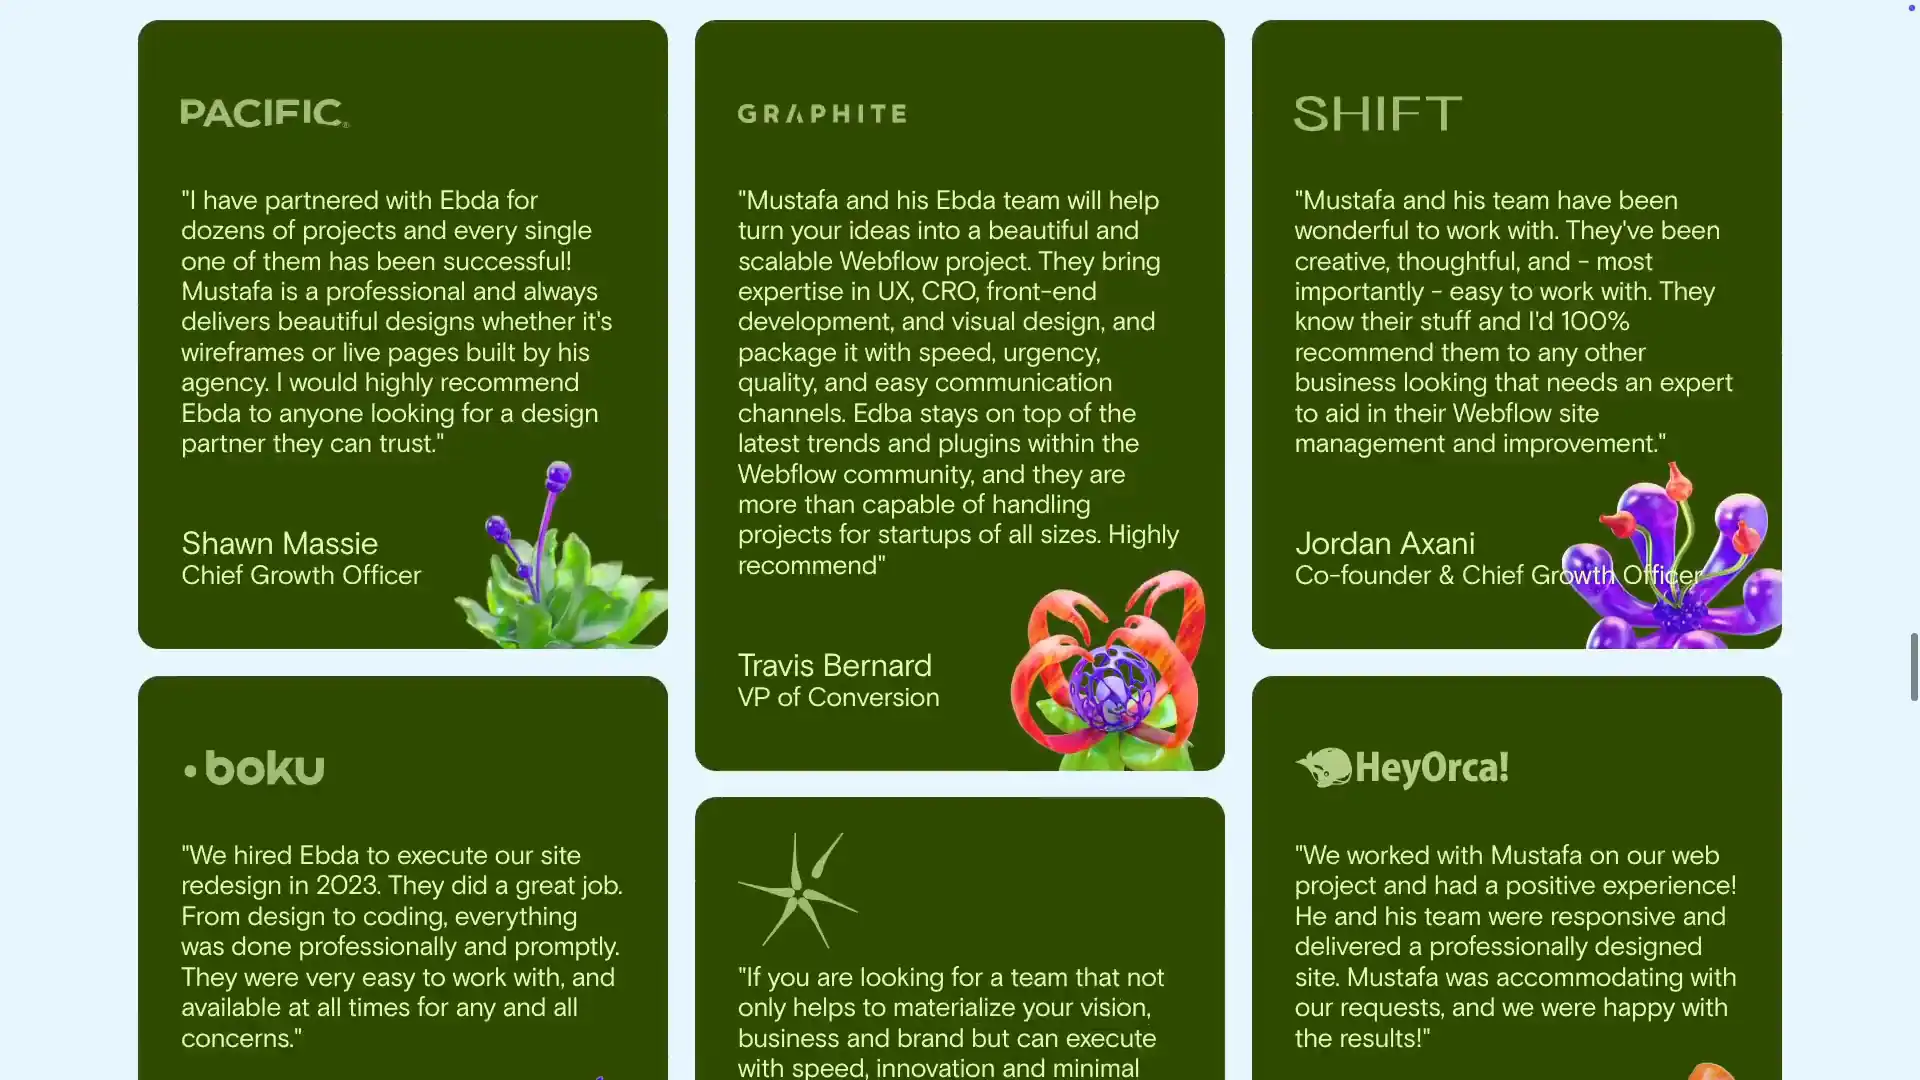 PACIFIC
"I have partnered with Ebda for
dozens of projects and every single
one of them has been successful!
Mustafa is a professional and always
delivers beautiful designs whether it's
wireframes or live pages built by his
agency. I would highly recommend
Ebda to anyone looking for a design
partner they can trust."
Shawn Massie
Chief Growth Officer
GRAPHITE
"Mustafa and his Ebda team will help
turn your ideas into a beautiful and
scalable Webflow project. They bring
expertise in UX, CRO, front-end
development, and visual design, and
package it with speed, urgency,
quality, and easy communication
channels. Edba stays on top of the
latest trends and plugins within the
Webflow community, and they are
more than capable of handling
projects for startups of all sizes. Highly
recommend"
Travis Bernard
VP of Conversion
SHIFT
"Mustafa and his team have been
wonderful to work with. They've been
creative, thoughtful, and - most
importantly - easy to work with. They
know their stuff and I'd 100%
recommend them to any other
business looking that needs an expert
to aid in their Webflow site
management and improvement."
Jordan Axani
Co-founder & Chief Growth Officer
boku
"We hired Ebda to execute our site
redesign in 2023. They did a great job.
From design to coding, everything
was done professionally and promptly.
They were very easy to work with, and
available at all times for any and all
concerns."
"If you are looking for a team that not
only helps to materialize your vision,
business and brand but can execute
with speed, innovation and minimal
HeyOrca!
"We worked with Mustafa on our web
project and had a positive experience!
He and his team were responsive and
delivered a professionally designed
site. Mustafa was accommodating with
our requests, and we were happy with
the results!"